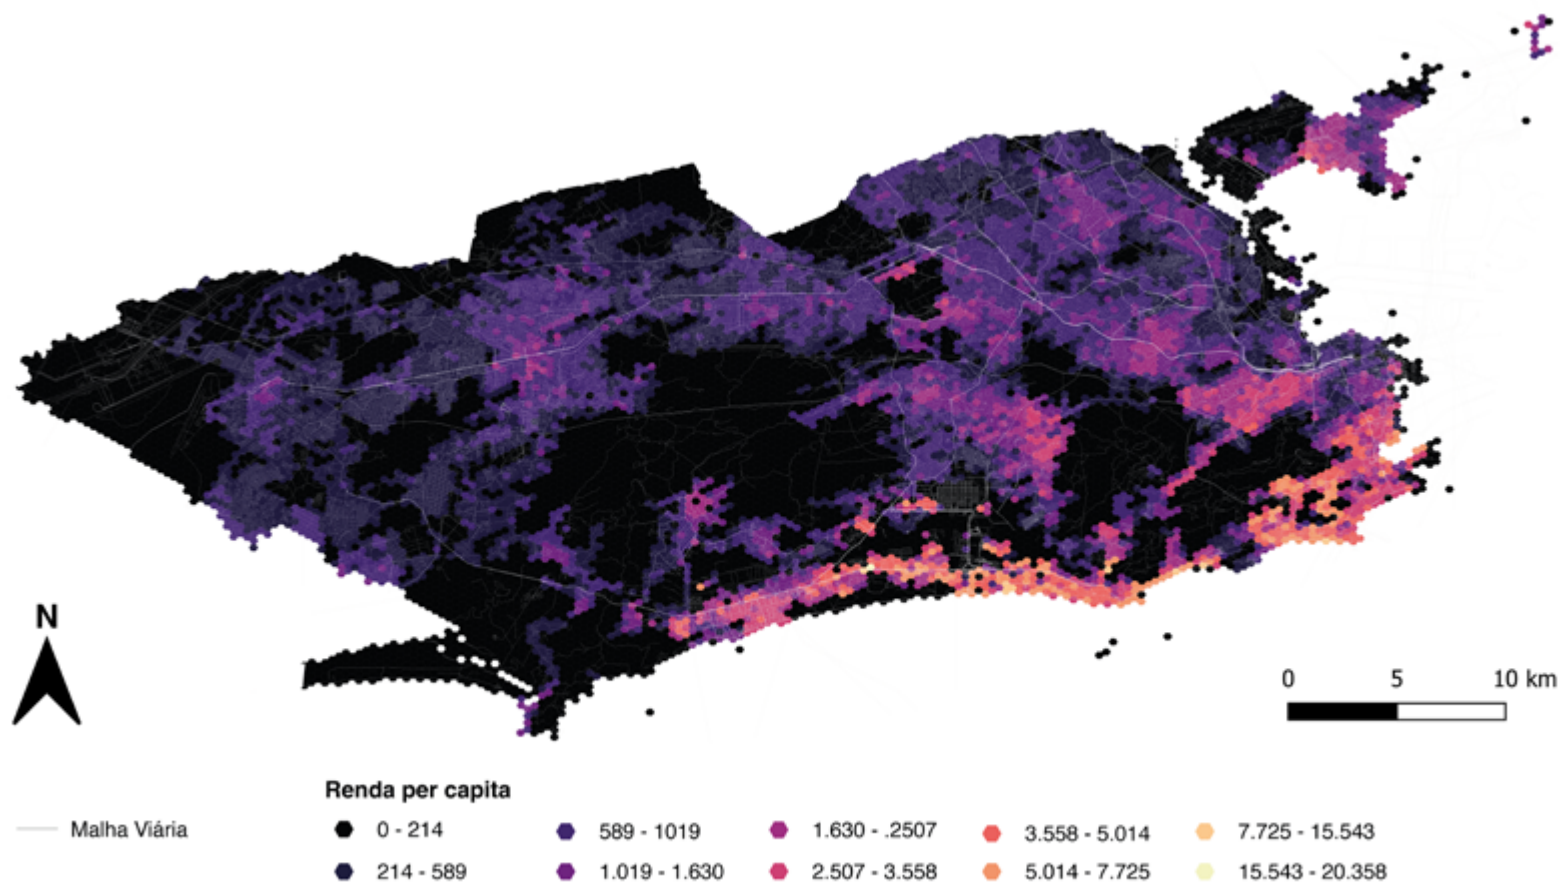 N
0 5 10 km
Renda per capita
Malha Viária
0 - 214
589 - 1019
1.630 - .2507
3.558 - 5.014
7.725 - 15.543
214 - 589
1.019 - 1.630
2.507 - 3.558
5.014 - 7.725
15.543 - 20.358